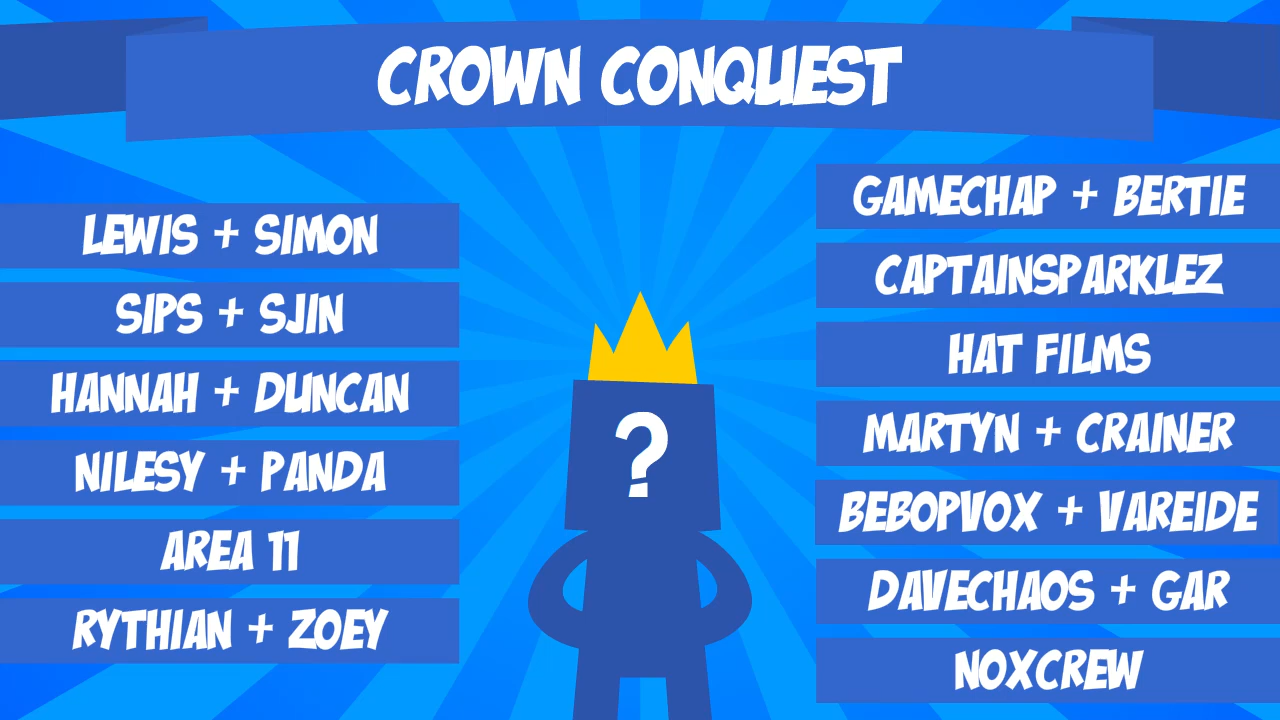 CROWN CONQUEST
LEWIS + SIMON
SIPS + SJIN
HANNAH + DUNCAN
NILESY + PANDA
AREA 11
RYTHIAN + ZOEY
?
GAMECHAP + BERTIE
CAPTAINSPARKLEZ
HAT FILMS
MARTYN + CRAINER
BEBOPVOX + VAREIDE
DAVECHAOS + GAR
NOXCREW